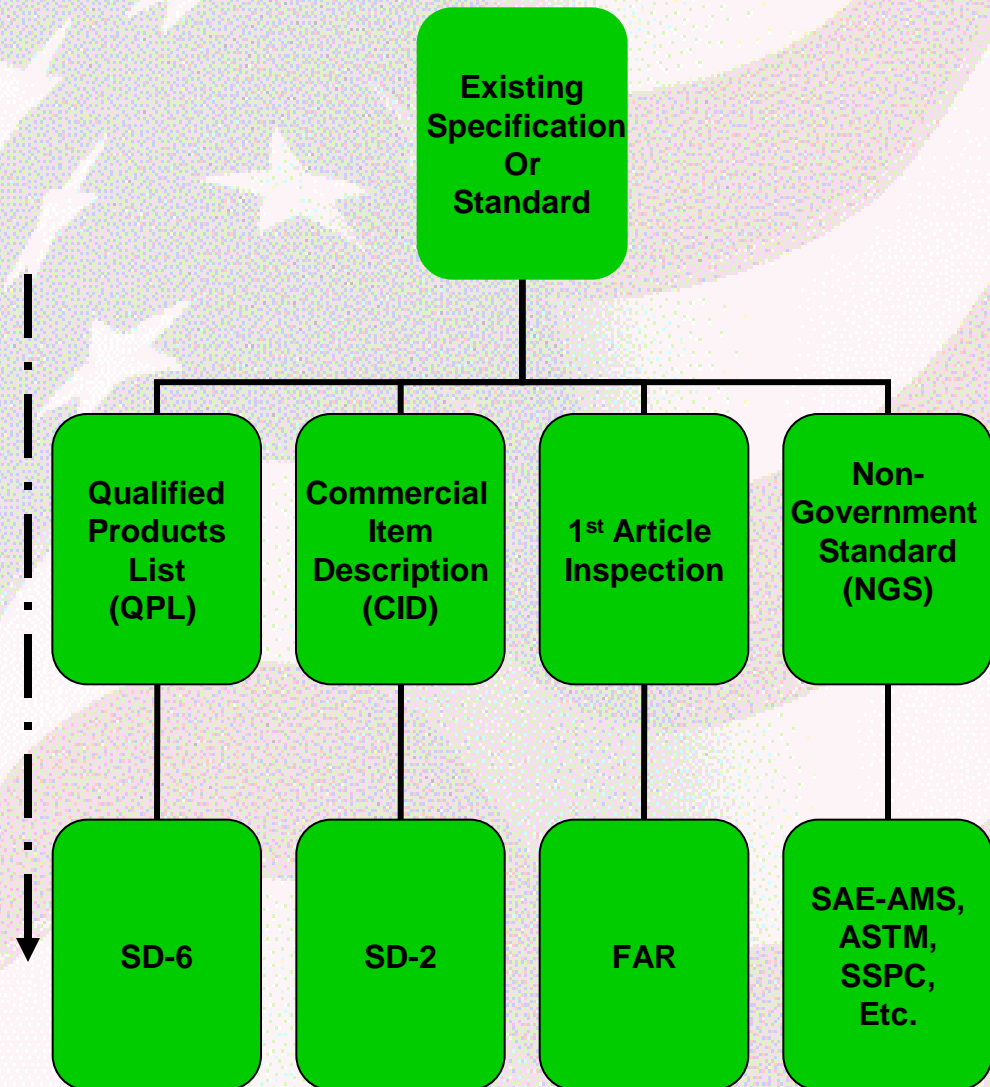 Existing
Specification
Or
Standard
Qualified
Products
List
(QPL)
Commercial
Item
Description
(CID)
1st Article
Inspection
Non-
Government
Standard
(NGS)
SD-6
SD-2
FAR
SAE-AMS,
ASTM,
SSPC,
Etc.